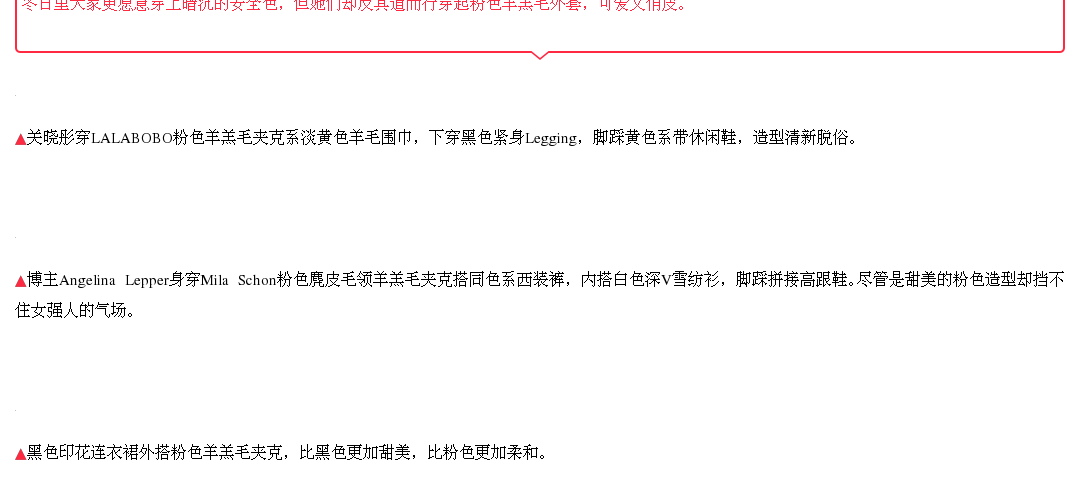 冬日里大家更愿意穿上暗沉的安全色，但她们却反其道而行穿起粉色羊羔毛外套，可爱又俏皮。
▲关晓彤穿LALABOBO粉色羊羔毛夹克系淡黄色羊毛围巾，下穿黑色紧身Legging，脚踩黄色系带休闲鞋，造型清新脱俗。
▲博主Angelina Lepper身穿Mila Schon粉色麂皮毛领羊羔毛夹克搭同色系西装裤，内搭白色深V雪纺衫，脚踩拼接高跟鞋。尽管是甜美的粉色造型却挡不
住女强人的气场。
▲黑色印花连衣裙外搭粉色羊羔毛夹克，比黑色更加甜美，比粉色更加柔和。